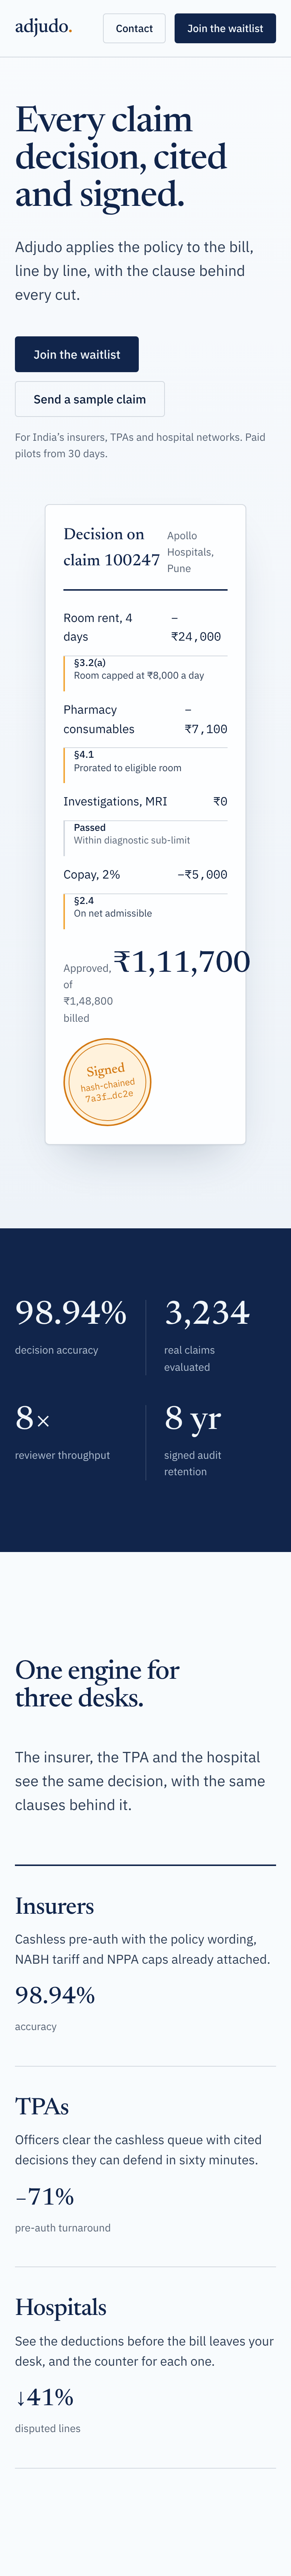 adjudo.
Contact
Join the waitlist
Every claim
decision, cited
and signed.
Adjudo applies the policy to the bill,
line by line, with the clause behind
every cut.
Join the waitlist
Send a sample claim
For India's insurers, TPAs and hospital networks. Paid
pilots from 30 days.
Decision on
claim 100247
Apollo
Hospitals,
Pune
Room rent, 4
days
−
₹24,000
§3.2(a)
Room capped at ₹8,000 a day
Pharmacy
consumables
−
₹7,100
§4.1
Prorated to eligible room
Investigations, MRI
₹0
Passed
Within diagnostic sub-limit
Copay, 2%
−₹5,000
§2.4
On net admissible
Approved,
of
₹1,48,800
billed
₹1,11,700
Signed
hash-chained
7a3f…dc2e
98.94%
decision accuracy
3,234
real claims
evaluated
8×
reviewer throughput
8 yr
signed audit
retention
One engine for
three desks.
The insurer, the TPA and the hospital
see the same decision, with the same
clauses behind it.
Insurers
Cashless pre-auth with the policy wording,
NABH tariff and NPPA caps already attached.
98.94%
accuracy
TPAs
Officers clear the cashless queue with cited
decisions they can defend in sixty minutes.
−71%
pre-auth turnaround
Hospitals
See the deductions before the bill leaves your
desk, and the counter for each one.
↓41%
disputed lines